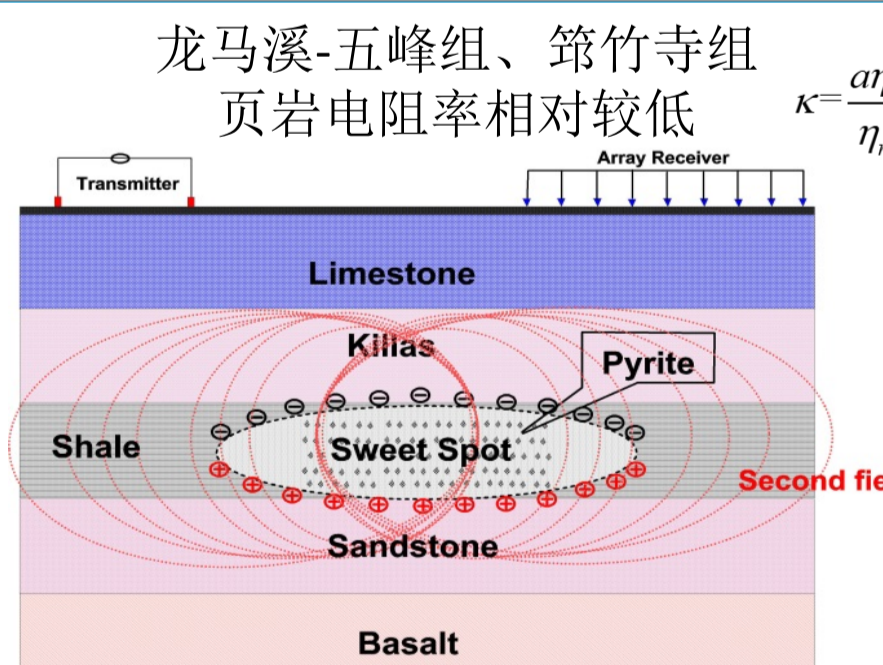 龙马溪-五峰组、筇竹寺组
页岩电阻率相对较低
κ=
Array Receiver
Transmitter
Limestone
Killas
Pyrite
Shale
Sweet Spot
Second
Sandstone
Basalt